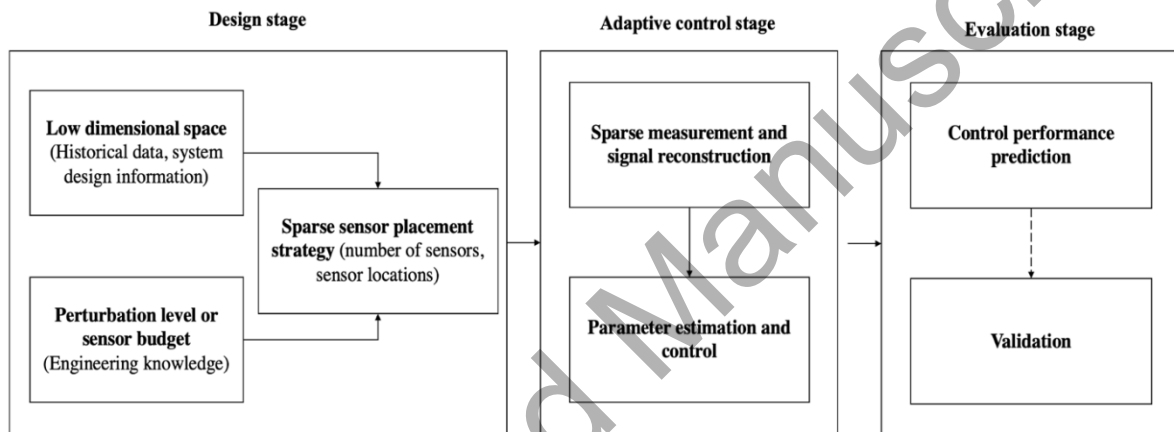 Design stage
Low dimensional space
(Historical data, system
design information)
Perturbation level or
sensor budget
(Engineering knowledge)
Sparse sensor placement
strategy (number of sensors,
sensor locations)
Adaptive control stage
Sparse measurement and
signal reconstruction
Parameter estimation and
control
Evaluation stage
Control performance
prediction
Validation
d Manusc